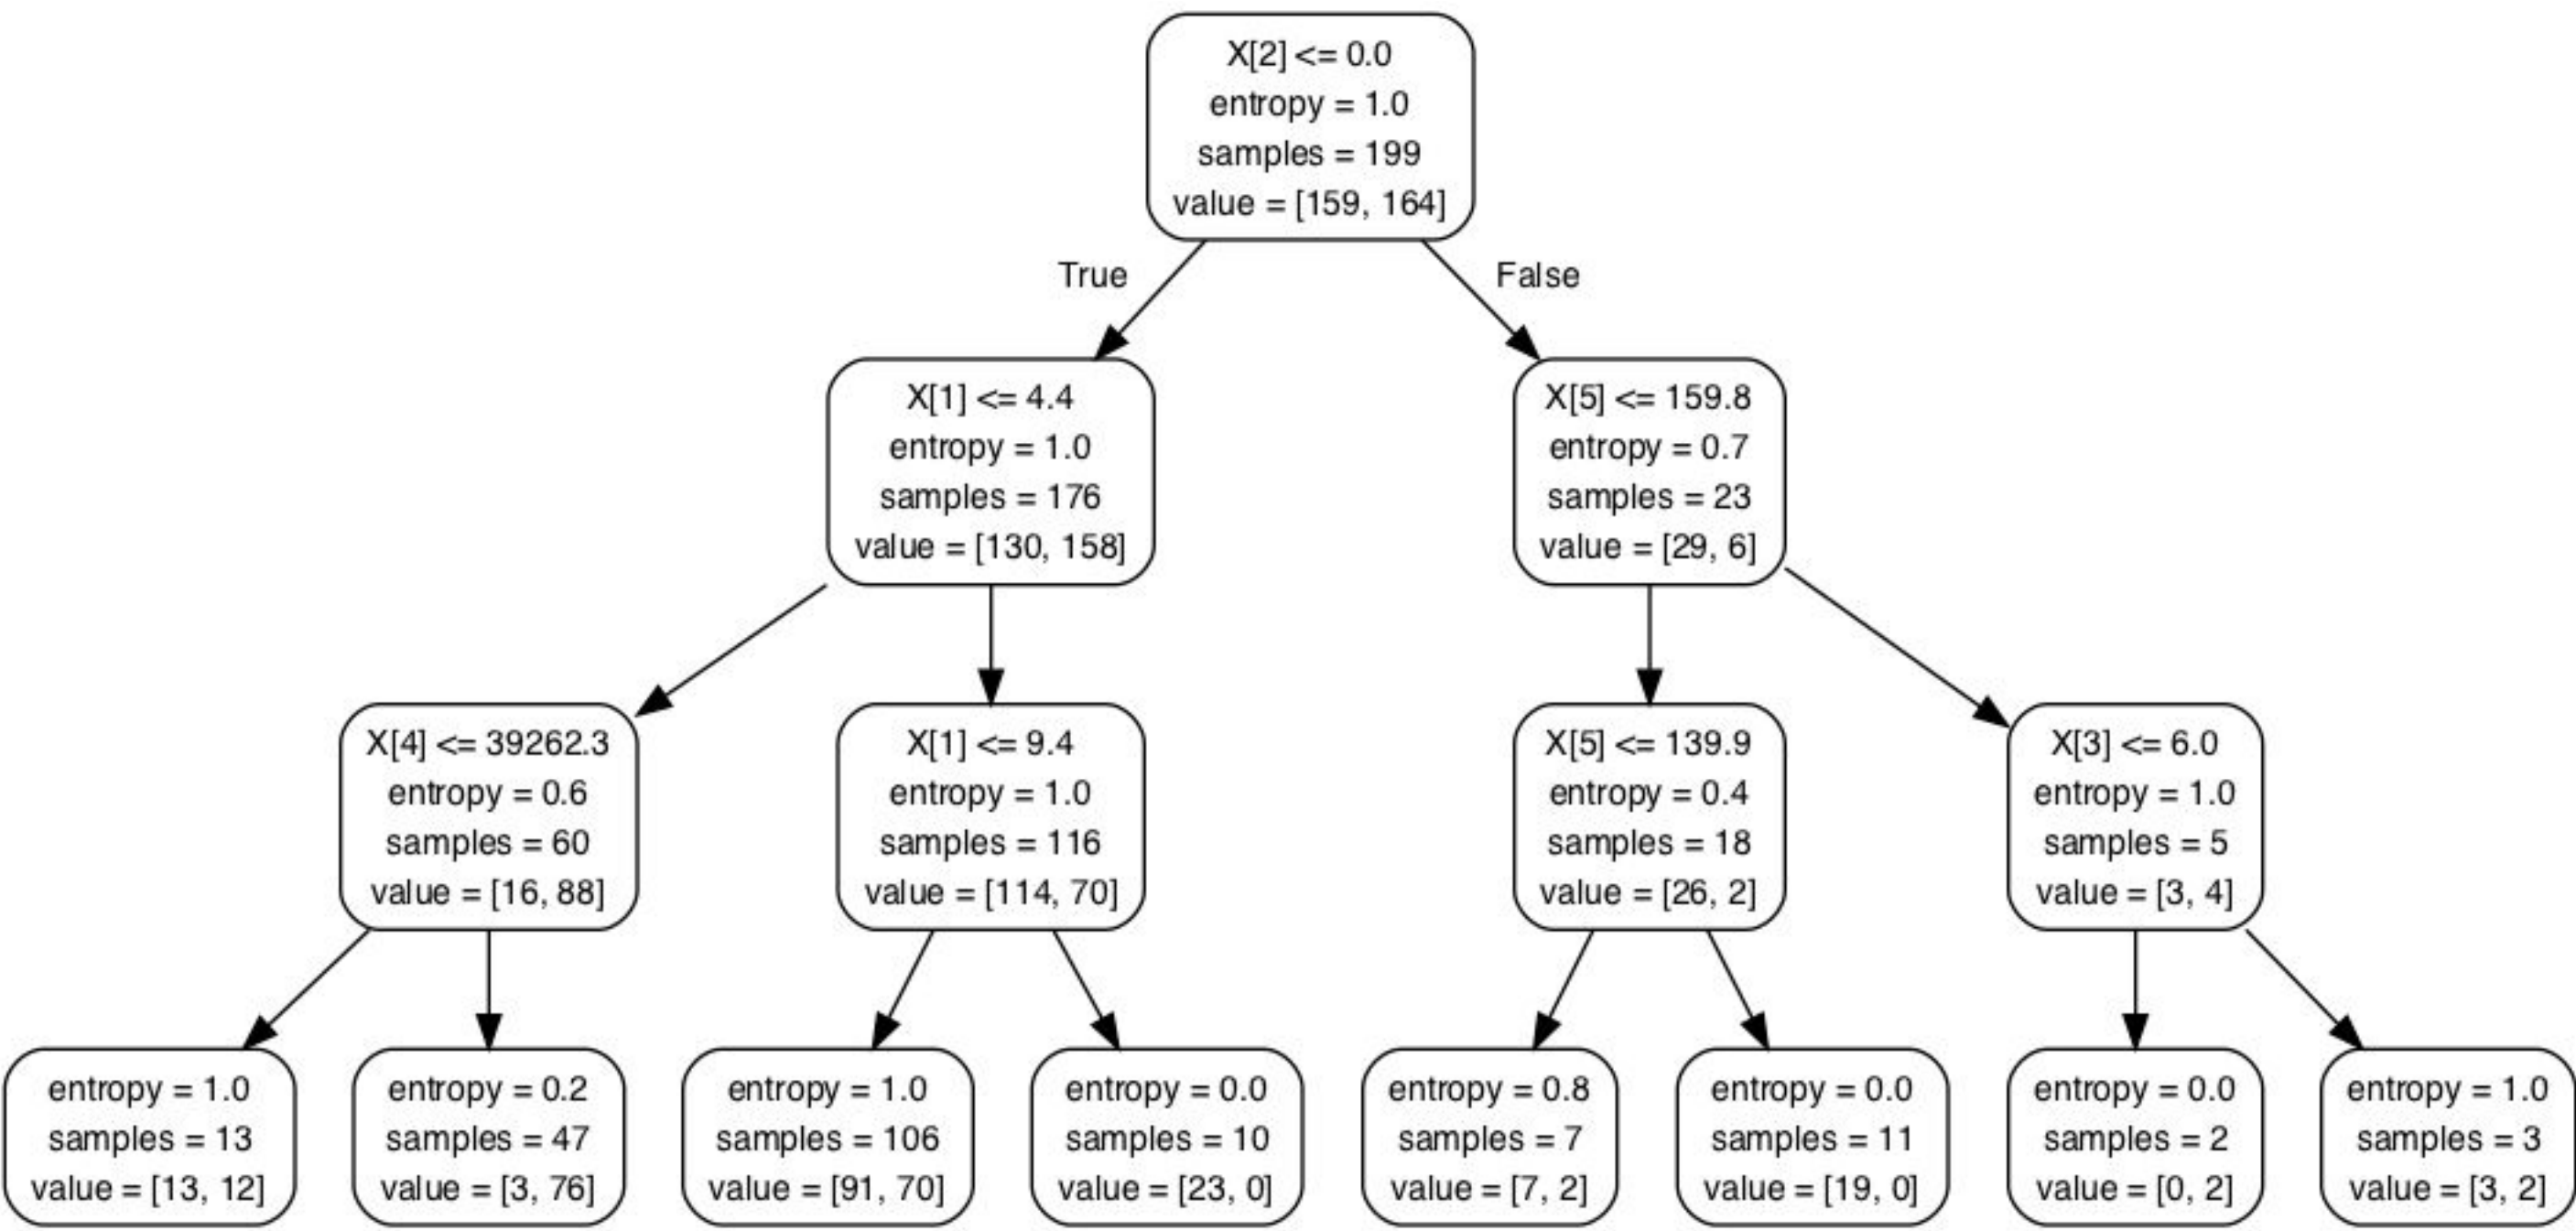 X[2] <= 0.0
entropy = 1.0
samples = 199
value = [159, 164]
True
False
X[1] <= 4.4
entropy = 1.0
samples = 176
value = [130, 158]
X[5] <= 159.8
entropy = 0.7
samples = 23
value = [29, 6]
X[4] <= 39262.3
entropy = 0.6
samples = 60
value = [16, 88]
X[1] <= 9.4
entropy = 1.0
samples = 116
value = [114, 70]
X[5] <= 139.9
entropy = 0.4
samples = 18
value = [26, 2]
X[3] <= 6.0
entropy = 1.0
samples = 5
value = [3, 4]
entropy = 1.0
samples = 13
value = [13, 12]
entropy = 0.2
samples = 47
value = [3, 76]
entropy = 1.0
samples = 106
value = [91, 70]
entropy = 0.0
samples = 10
value = [23, 0]
entropy = 0.8
samples = 7
value = [7, 2]
entropy = 0.0
samples = 11
value = [19, 0]
entropy = 0.0
samples = 2
value = [0, 2]
entropy = 1.0
samples = 3
value = [3, 2]